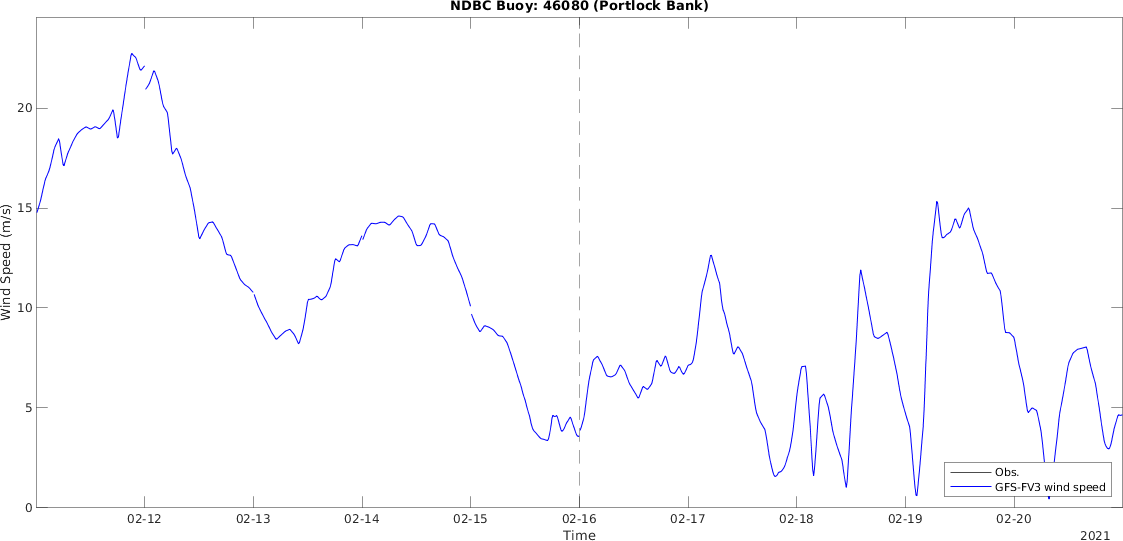 NDBC Buoy: 46080 (Portlock Bank)
20
15
10
5
0
Wind Speed (m/s)
02-12 02-13 02-14 02-15 02-16 02-17 02-18 02-19 02-20
Time
2021
Obs.
GFS-FV3 wind speed